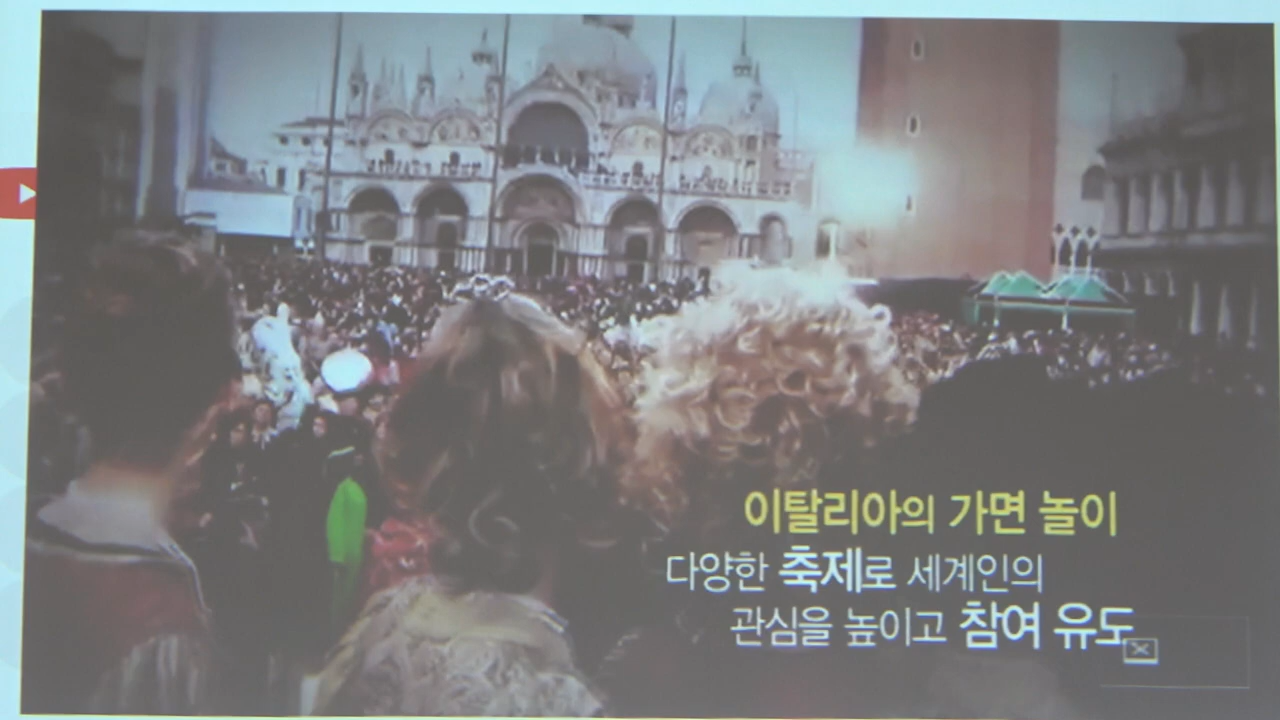 이탈리아의 가면 놀이
다양한 축제로 세계인의
관심을 높이고 참여 유도